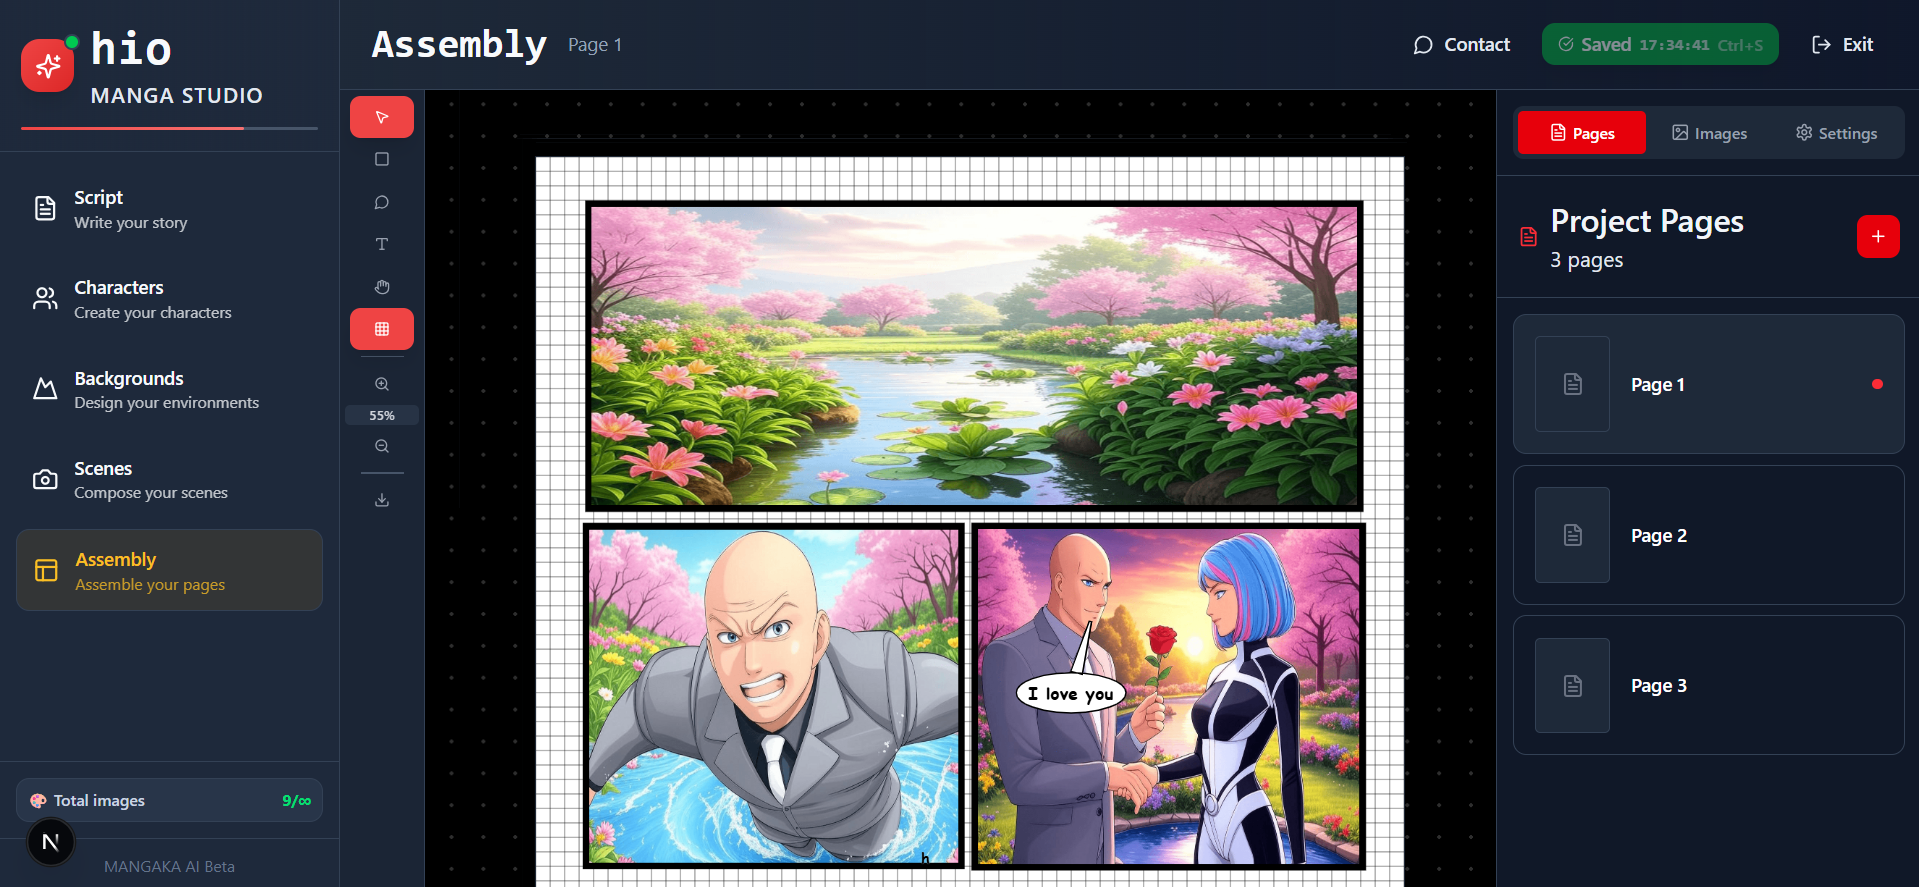 hio
MANGA STUDIO
Script
Write your story
Characters
Create your characters
Backgrounds
Design your environments
Scenes
Compose your scenes
Assembly
Assemble your pages
Total images 9/∞
N
MANGAKA AI Beta
Assembly Page 1
Contact
Saved 17:34:41 Ctrl+S
Exit
T
55%
I love you
h
Pages
Images
Settings
Project Pages
3 pages
Page 1
Page 2
Page 3